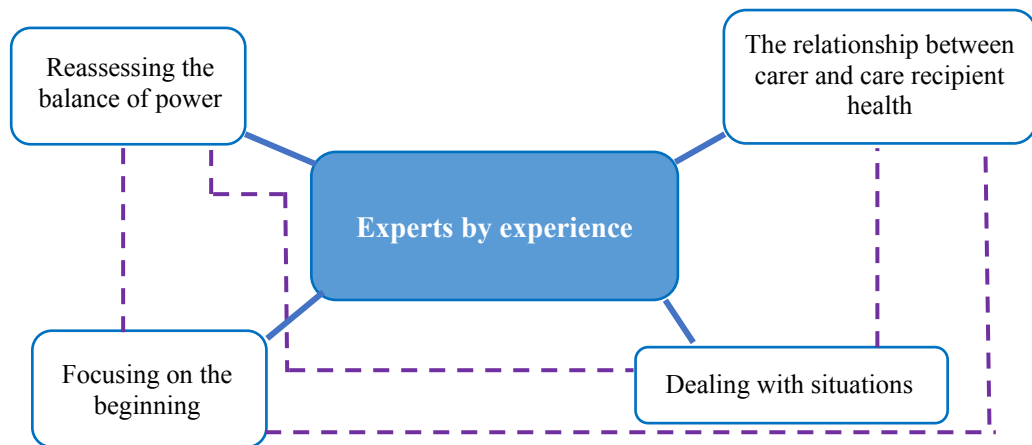 Reassessing the
balance of power
The relationship between
carer and care recipient
health
Experts by experience
Focusing on the
beginning
Dealing with situations